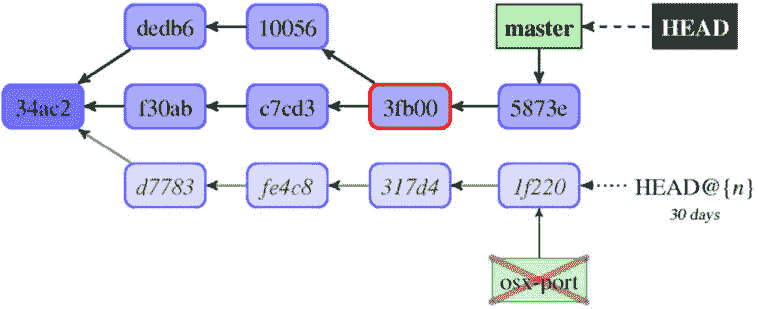 dedb6 10056 master HEAD
34ac2 f30ab c7cd3 3fb00 5873e
d7783 fe4c8 317d4 1f220 HEAD@{n}
30 days
osx-port